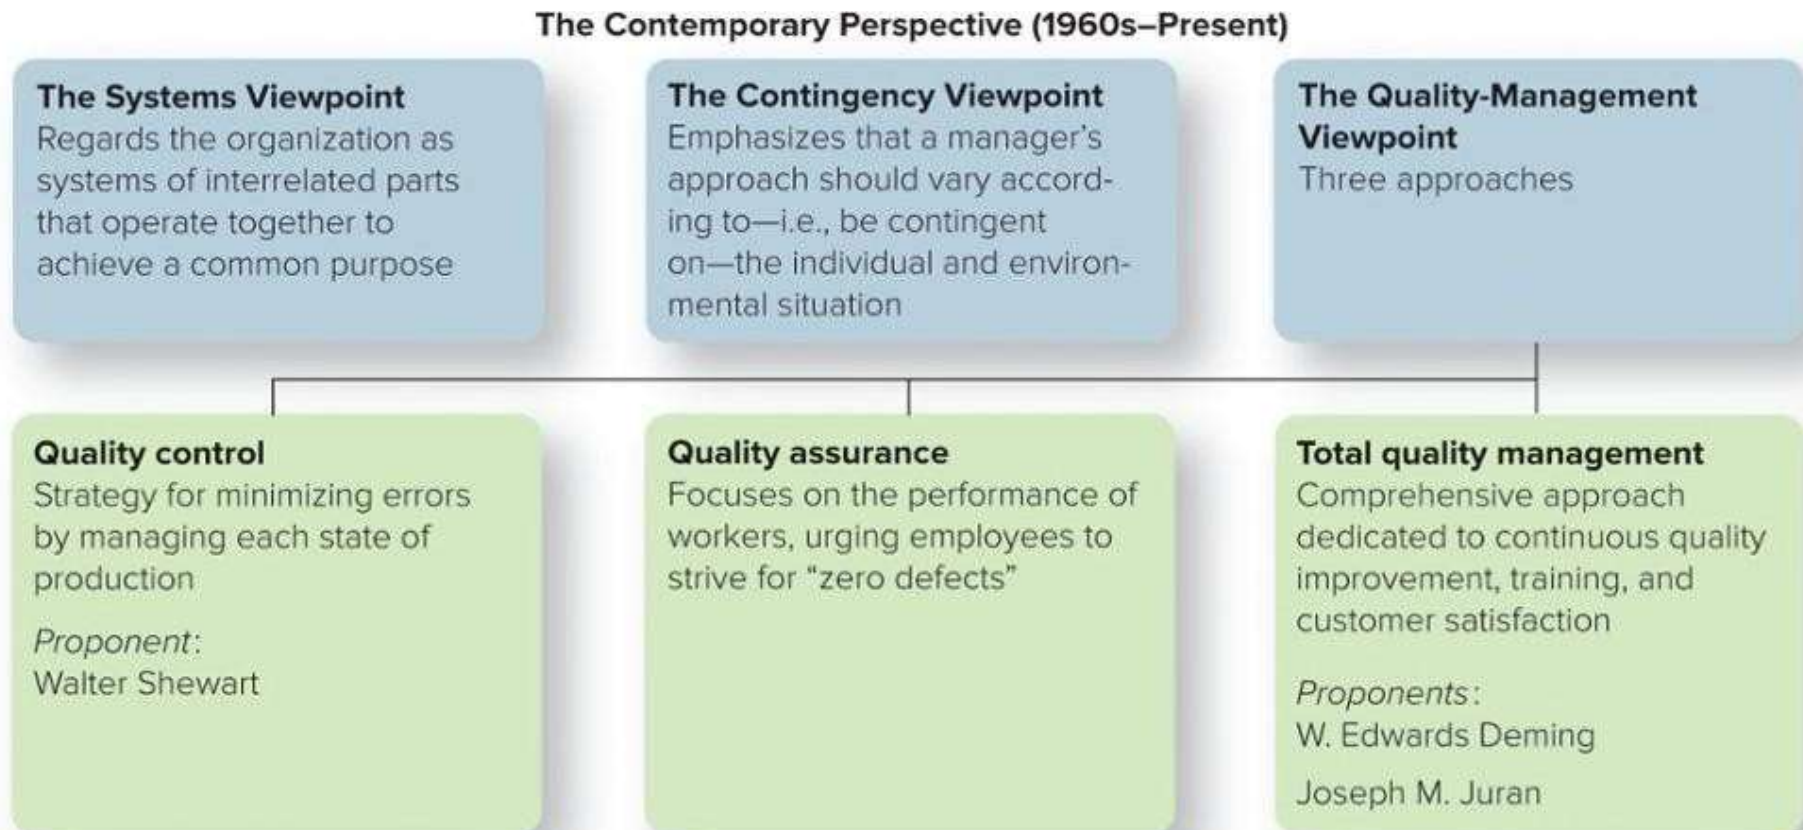 The Contemporary Perspective (1960s–Present)
The Systems Viewpoint
Regards the organization as
systems of interrelated parts
that operate together to
achieve a common purpose
The Contingency Viewpoint
Emphasizes that a manager's
approach should vary accord-
ing to—i.e., be contingent
on—the individual and environ-
mental situation
The Quality-Management
Viewpoint
Three approaches
Quality control
Strategy for minimizing errors
by managing each state of
production
Proponent:
Walter Shewart
Quality assurance
Focuses on the performance of
workers, urging employees to
strive for “zero defects”
Total quality management
Comprehensive approach
dedicated to continuous quality
improvement, training, and
customer satisfaction
Proponents:
W. Edwards Deming
Joseph M. Juran